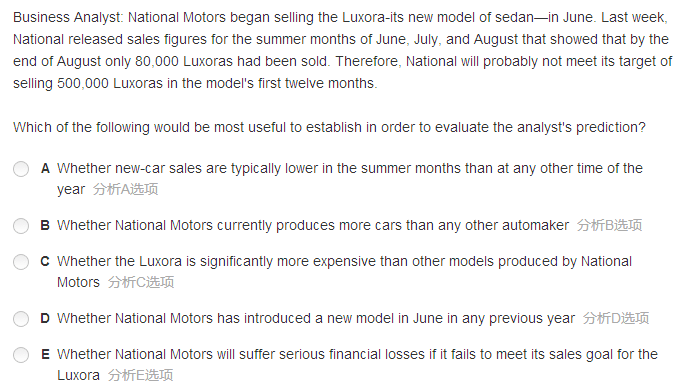 Business Analyst: National Motors began selling the Luxora-its new model of sedan—in June. Last week,
National released sales figures for the summer months of June, July, and August that showed that by the
end of August only 80,000 Luxoras had been sold. Therefore, National will probably not meet its target of
selling 500,000 Luxoras in the model's first twelve months.
Which of the following would be most useful to establish in order to evaluate the analyst's prediction?
A Whether new-car sales are typically lower in the summer months than at any other time of the
year 分析A选项
B Whether National Motors currently produces more cars than any other automaker 分析B选项
C Whether the Luxora is significantly more expensive than other models produced by National
Motors 分析C选项
D Whether National Motors has introduced a new model in June in any previous year 分析D选项
E Whether National Motors will suffer serious financial losses if it fails to meet its sales goal for the
Luxora 分析E选项